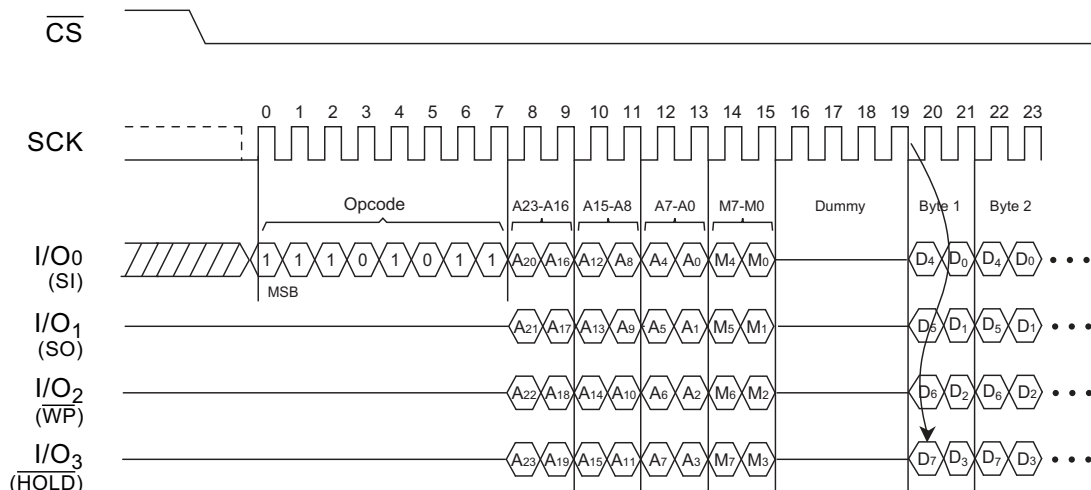 CS
0 1 2 3 4 5 6 7 8 9 10 11 12 13 14 15 16 17 18 19 20 21 22 23
SCK
Opcode A23-A16 A15-A8 A7-A0 M7-M0 Dummy Byte 1 Byte 2
I/O0 1 1 1 0 1 0 1 1 A20 A16 A12 A8 A4 A0 M4 M0 D4 D0 D4 D0 • • •
(SI)
MSB
I/O1 A21 A17 A13 A9 A5 A1 M5 M1 D5 D1 D5 D1 • • •
(SO)
I/O2 A22 A18 A14 A10 A6 A2 M6 M2 D6 D2 D6 D2 • • •
(WP)
I/O3 A23 A19 A15 A11 A7 A3 M7 M3 D7 D3 D7 D3 • • •
(HOLD)